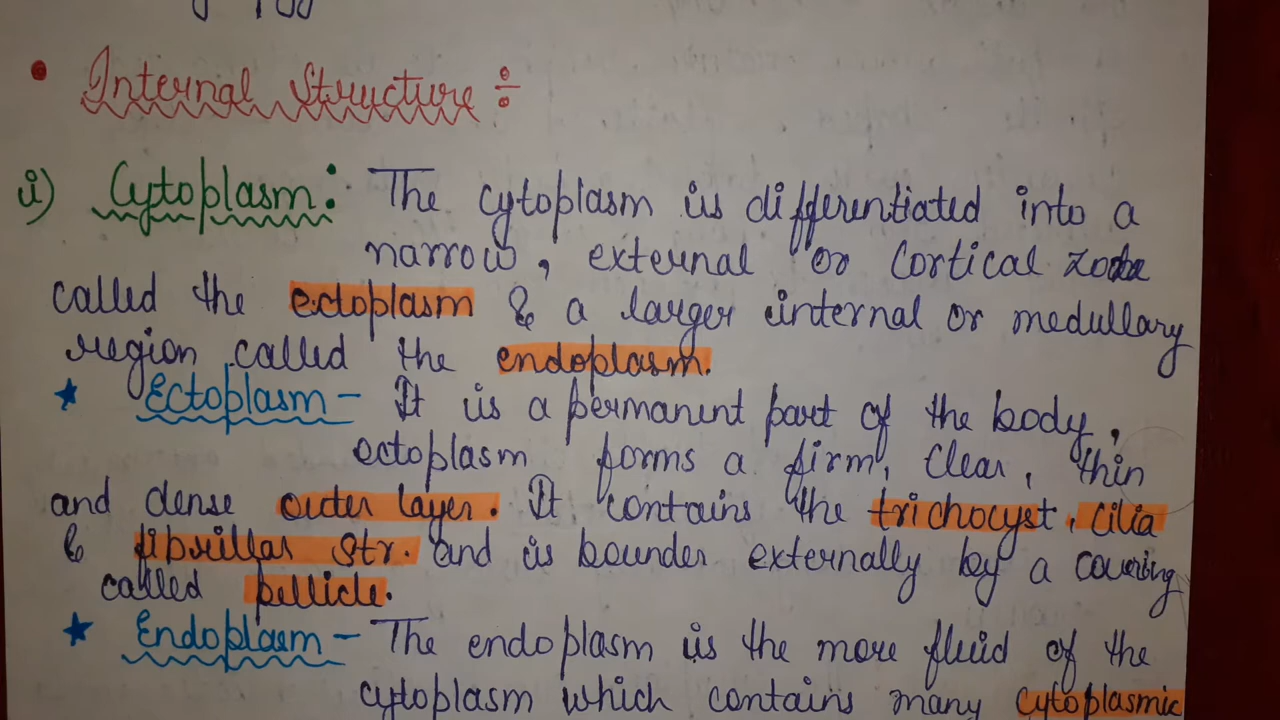 • Internal Structure ÷
ii) Cytoplasm: The cytoplasm is differentiated into a
narrow, external or cortical zone
called the ectoplasm & a larger internal or medullary
region called the endoplasm.
★ Ectoplasm – It is a permanent part of the body,
ectoplasm forms a firm, clear, thin
and dense outer layer. It contains the trichocyst, cilia
& fibrillar str. and is bounder externally by a covering
called pellicle.
★ Endoplasm – The endoplasm is the more fluid of the
cytoplasm which contains many cytoplasmic